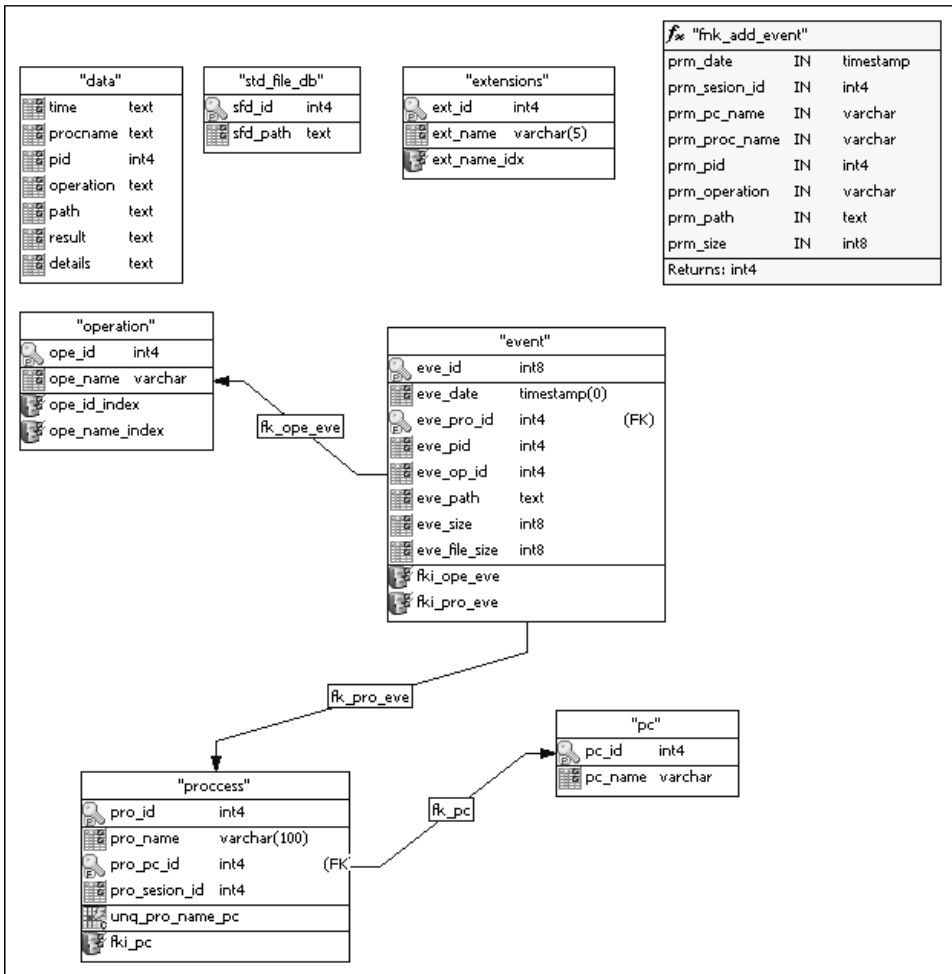 "data"
time text
procname text
pid int4
operation text
path text
result text
details text
"std_file_db"
sfd_id int4
sfd_path text
"extensions"
ext_id int4
ext_name varchar(5)
ext_name_idx
"fnk_add_event"
prm_date IN timestamp
prm_sesion_id IN int4
prm_pc_name IN varchar
prm_proc_name IN varchar
prm_pid IN int4
prm_operation IN varchar
prm_path IN text
prm_size IN int8
Returns: int4
"operation"
ope_id int4
ope_name varchar
ope_id_index
ope_name_index
fk_ope_eve
"event"
eve_id int8
eve_date timestamp(0)
eve_pro_id int4 (FK)
eve_pid int4
eve_op_id int4
eve_path text
eve_size int8
eve_file_size int8
fki_ope_eve
fki_pro_eve
fk_pro_eve
"proccess"
pro_id int4
pro_name varchar(100)
pro_pc_id int4 (FK
pro_sesion_id int4
unq_pro_name_pc
fki_pc
fk_pc
"pc"
pc_id int4
pc_name varchar